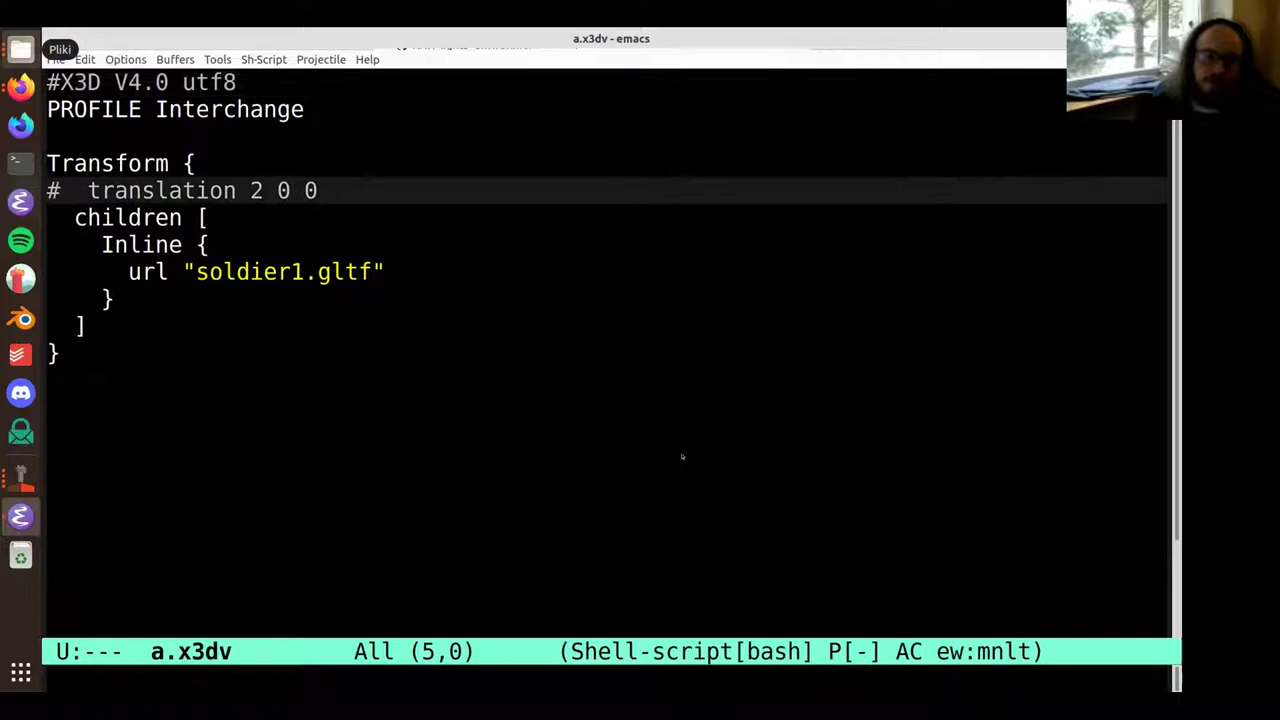 a.x3dv - emacs
Pliki
Edit Options Buffers Tools Sh-Script Projectile Help
#X3D V4.0 utf8
PROFILE Interchange
Transform {
#  translation 2 0 0
  children [
    Inline {
      url "soldier1.gltf"
    }
  ]
}
U:---  a.x3dv  All (5,0)  (Shell-script[bash] P[-] AC ew:mnlt)